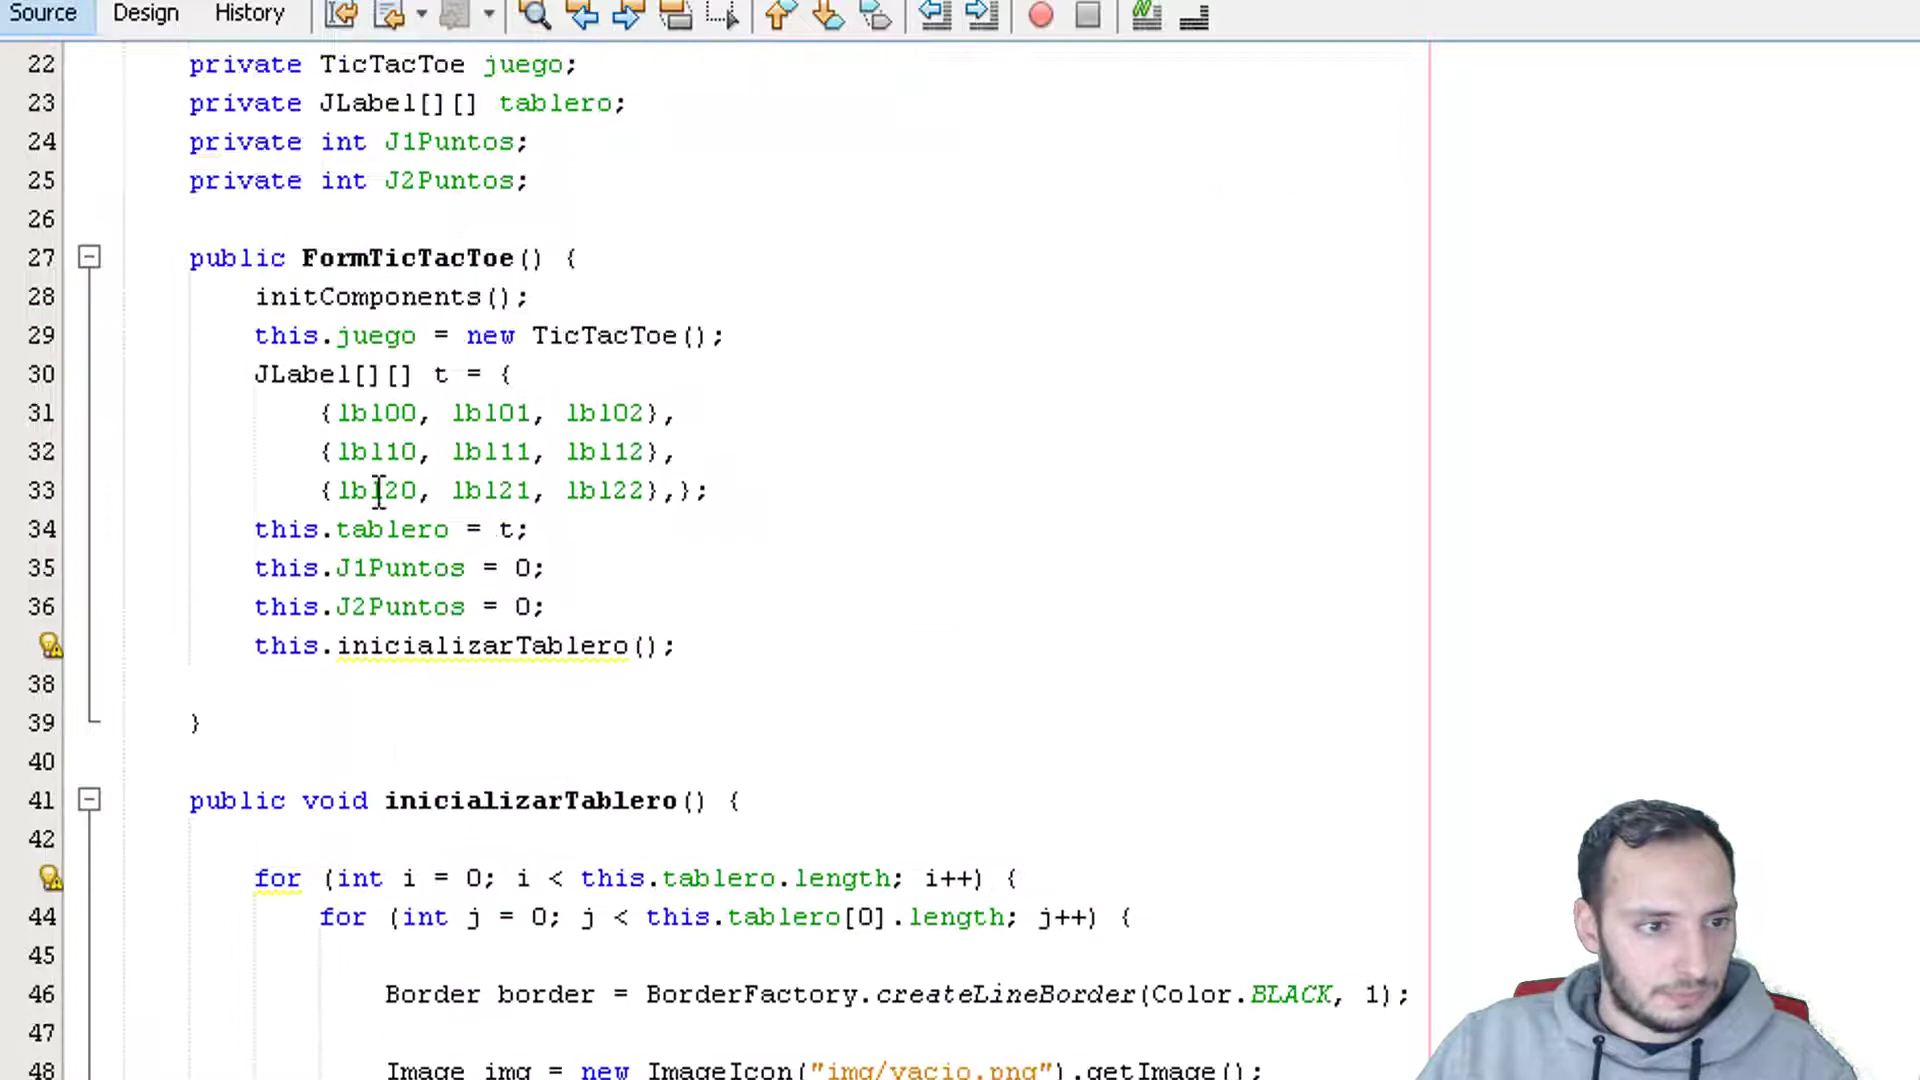 Source Design History
22 private TicTacToe juego;
23 private JLabel[][] tablero;
24 private int J1Puntos;
25 private int J2Puntos;
26
27 public FormTicTacToe() {
28 initComponents();
29 this.juego = new TicTacToe();
30 JLabel[][] t = {
31 {lbl00, lbl01, lbl02},
32 {lbl10, lbl11, lbl12},
33 {lbl20, lbl21, lbl22},};
34 this.tablero = t;
35 this.J1Puntos = 0;
36 this.J2Puntos = 0;
this.inicializarTablero();
38
39 }
40
41 public void inicializarTablero() {
42
for (int i = 0; i < this.tablero.length; i++) {
44 for (int j = 0; j < this.tablero[0].length; j++) {
45
46 Border border = BorderFactory.createLineBorder(Color.BLACK, 1);
47
48 Image img = new ImageIcon("img/vacio.png").getImage();